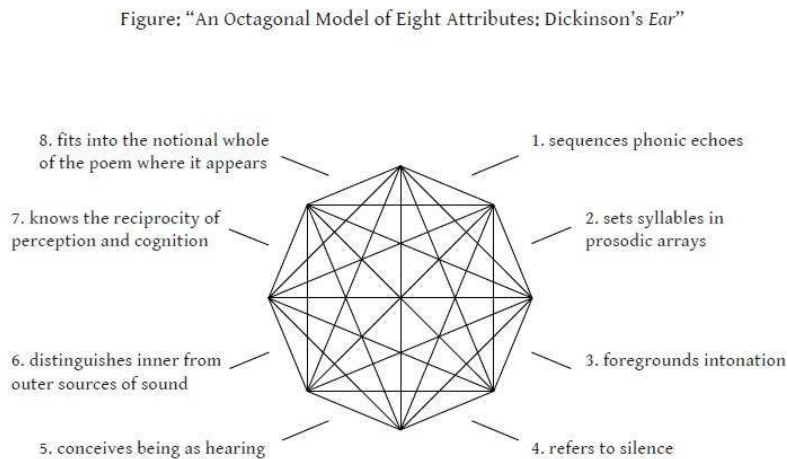 Figure: “An Octagonal Model of Eight Attributes: Dickinson’s Ear”
8. fits into the notional whole
of the poem where it appears
1. sequences phonic echoes
7. knows the reciprocity of
perception and cognition
2. sets syllables in
prosodic arrays
6. distinguishes inner from
outer sources of sound
3. foregrounds intonation
5. conceives being as hearing
4. refers to silence